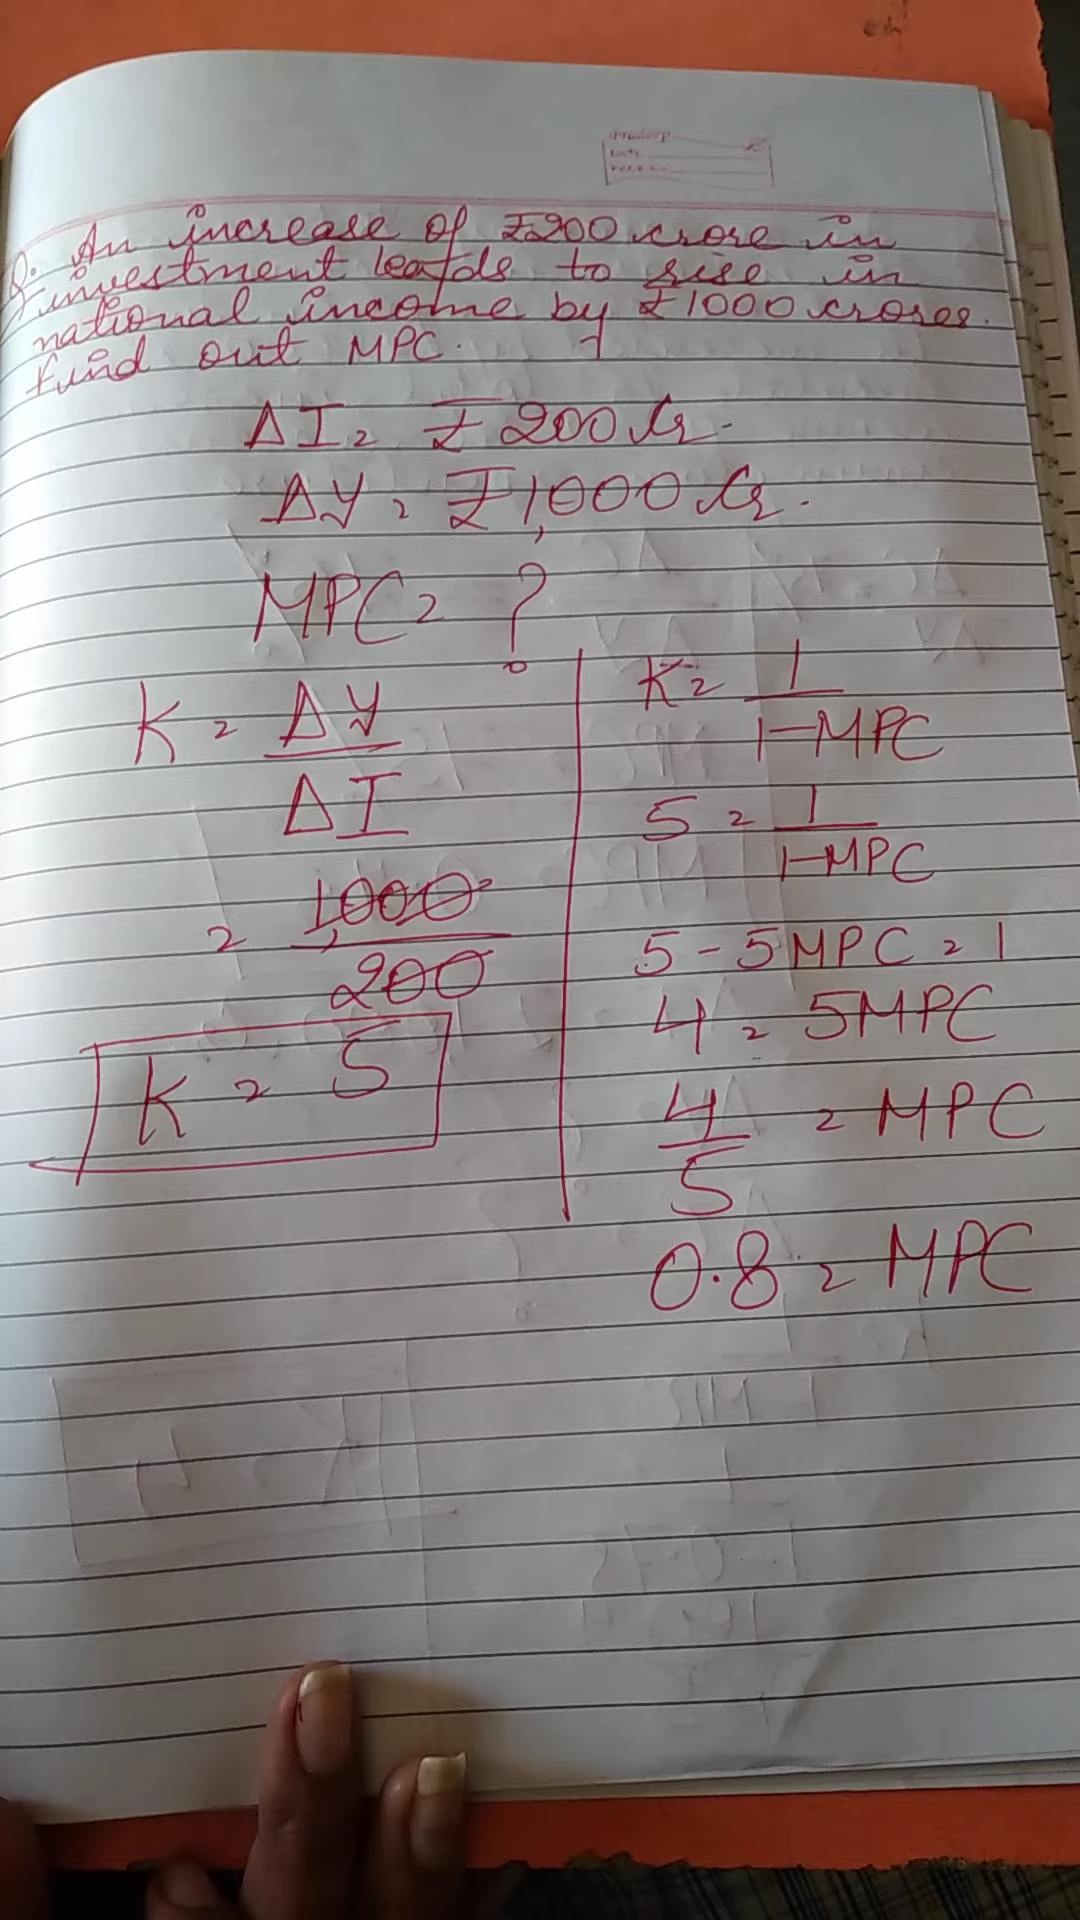 Q. An increase of ₹200 crore in
investment leads to rise in
national income by ₹1000 crores.
find out MPC.
ΔI = ₹200 Cr.
ΔY = ₹1,000 Cr.
MPC = ?
K = ΔY
ΔI
= 1,000
200
K = 5
K = 1
1-MPC
5 = 1
1-MPC
5 - 5MPC = 1
4 = 5MPC
4 = MPC
5
0.8 = MPC